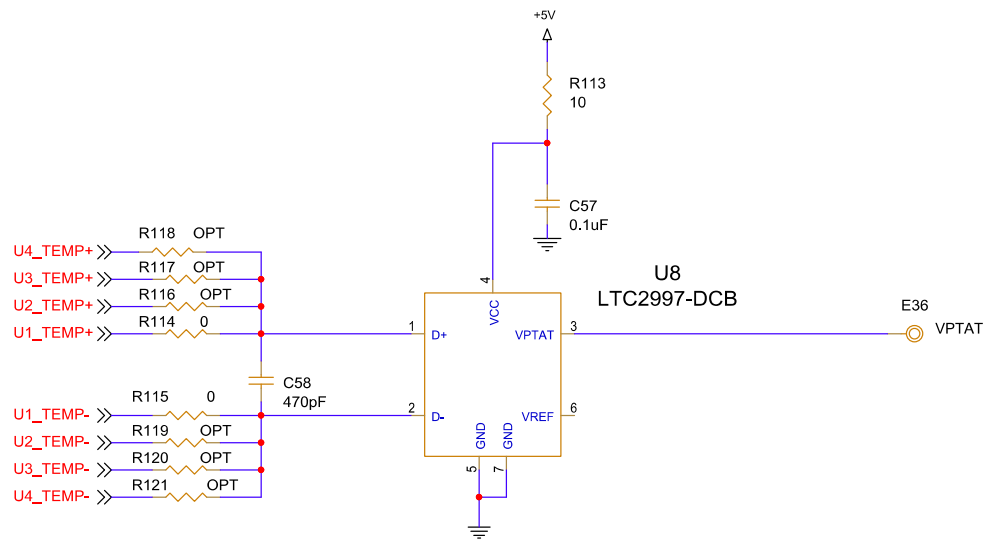 +5V
R113
10
C57
0.1uF
R118 OPT
U4_TEMP+
R117 OPT
U3_TEMP+
R116 OPT
U2_TEMP+
R114 0
U1_TEMP+
C58
470pF
R115 0
U1_TEMP-
R119 OPT
U2_TEMP-
R120 OPT
U3_TEMP-
R121 OPT
U4_TEMP-
U8
LTC2997-DCB
4
VCC
1 D+
VPTAT 3
2 D-
VREF 6
GND GND
5 7
E36
VPTAT